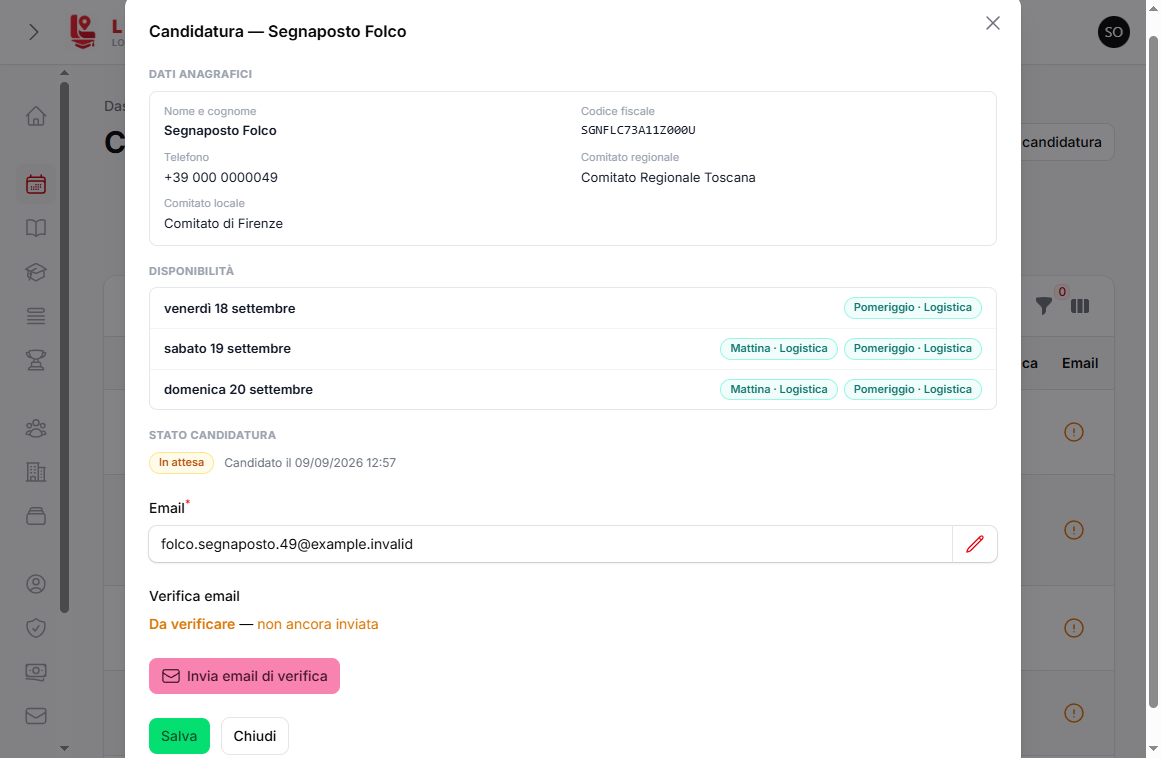 Candidatura — Segnaposto Folco
SO
DATI ANAGRAFICI
Nome e cognome
Segnaposto Folco
Codice fiscale
SGNFLC73A11Z000U
Telefono
+39 000 0000049
Comitato regionale
Comitato Regionale Toscana
Comitato locale
Comitato di Firenze
candidatura
DISPONIBILITÀ
venerdì 18 settembre
Pomeriggio · Logistica
0
sabato 19 settembre
Mattina · Logistica
Pomeriggio · Logistica
Email
domenica 20 settembre
Mattina · Logistica
Pomeriggio · Logistica
STATO CANDIDATURA
In attesa
Candidato il 09/09/2026 12:57
Email*
folco.segnaposto.49@example.invalid
Verifica email
Da verificare — non ancora inviata
Invia email di verifica
Salva
Chiudi